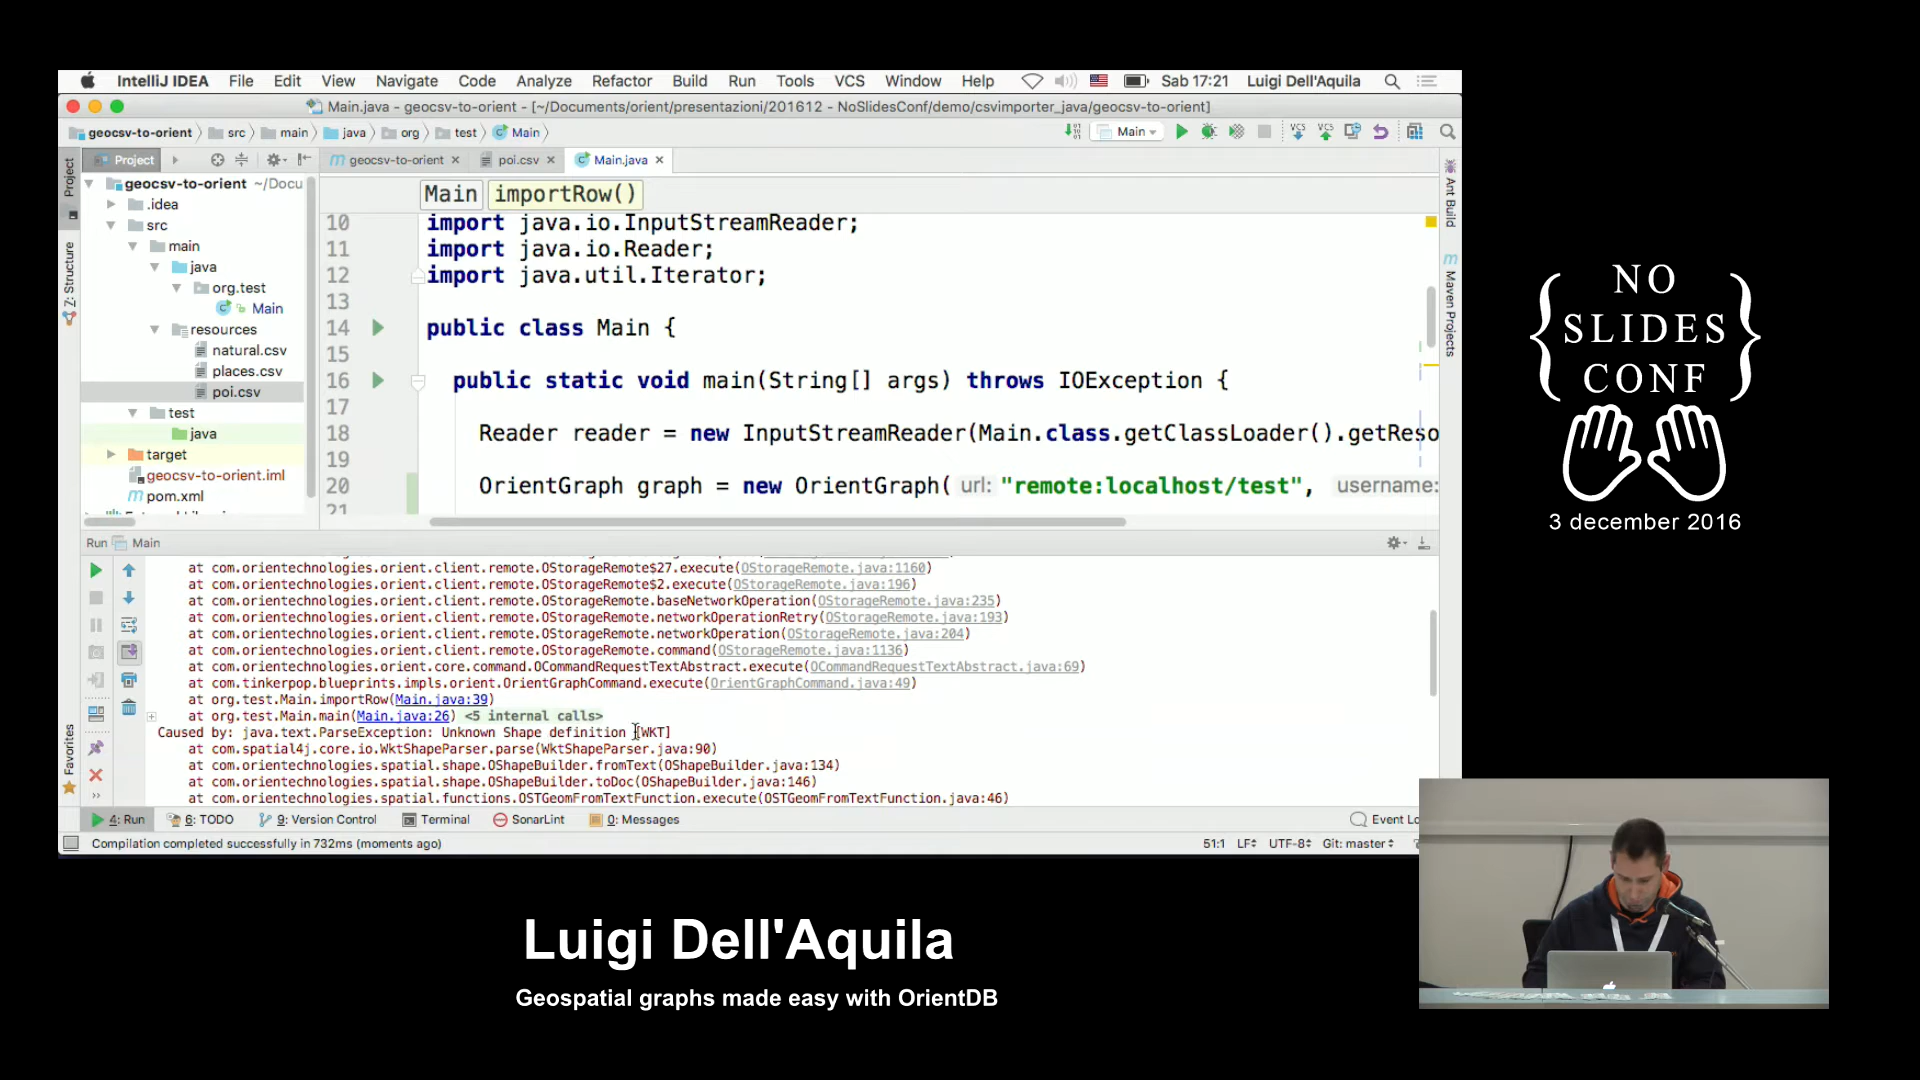 IntelliJ IDEA File Edit View Navigate Code Analyze Refactor Build Run Tools VCS Window Help Sab 17:21 Luigi Dell'Aquila
Main.java - geocsv-to-orient - [~/Documents/orient/presentazioni/201612 - NoSlidesConf/demo/csvimporter_java/geocsv-to-orient]
geocsv-to-orient src main java org test Main
Main
Project
geocsv-to-orient poi.csv Main.java
Project
Z: Structure
Favorites
Ant Build
Maven Projects
geocsv-to-orient ~/Docu
.idea
src
main
java
org.test
Main
resources
natural.csv
places.csv
poi.csv
test
java
target
geocsv-to-orient.iml
pom.xml
Main importRow()
10 import java.io.InputStreamReader;
11 import java.io.Reader;
12 import java.util.Iterator;
13
14 public class Main {
15
16 public static void main(String[] args) throws IOException {
17
18 Reader reader = new InputStreamReader(Main.class.getClassLoader().getReso
19
20 OrientGraph graph = new OrientGraph( url: "remote:localhost/test", username:
21
Run Main
at com.orientechnologies.orient.client.remote.OStorageRemote$27.execute(OStorageRemote.java:1160)
at com.orientechnologies.orient.client.remote.OStorageRemote$2.execute(OStorageRemote.java:196)
at com.orientechnologies.orient.client.remote.OStorageRemote.baseNetworkOperation(OStorageRemote.java:235)
at com.orientechnologies.orient.client.remote.OStorageRemote.networkOperationRetry(OStorageRemote.java:193)
at com.orientechnologies.orient.client.remote.OStorageRemote.networkOperation(OStorageRemote.java:204)
at com.orientechnologies.orient.client.remote.OStorageRemote.command(OStorageRemote.java:1136)
at com.orientechnologies.orient.core.command.OCommandRequestTextAbstract.execute(OCommandRequestTextAbstract.java:69)
at com.tinkerpop.blueprints.impls.orient.OrientGraphCommand.execute(OrientGraphCommand.java:49)
at org.test.Main.importRow(Main.java:39)
at org.test.Main.main(Main.java:26) <5 internal calls>
Caused by: java.text.ParseException: Unknown Shape definition [WKT]
at com.spatial4j.core.io.WktShapeParser.parse(WktShapeParser.java:90)
at com.orientechnologies.spatial.shape.OShapeBuilder.fromText(OShapeBuilder.java:134)
at com.orientechnologies.spatial.shape.OShapeBuilder.toDoc(OShapeBuilder.java:146)
at com.orientechnologies.spatial.functions.OSTGeomFromTextFunction.execute(OSTGeomFromTextFunction.java:46)
4: Run 6: TODO 9: Version Control Terminal SonarLint 0: Messages Event Lo
Compilation completed successfully in 732ms (moments ago) 51:1 LF UTF-8 Git: master
NO
SLIDES
CONF
3 december 2016
Luigi Dell'Aquila
Geospatial graphs made easy with OrientDB